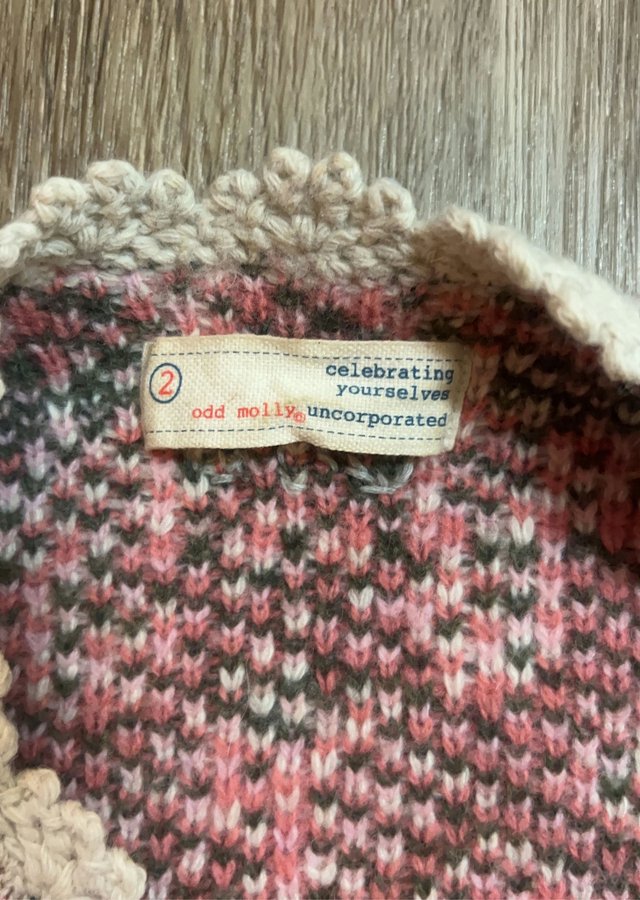 2
celebrating
yourselves
odd molly© uncorporated